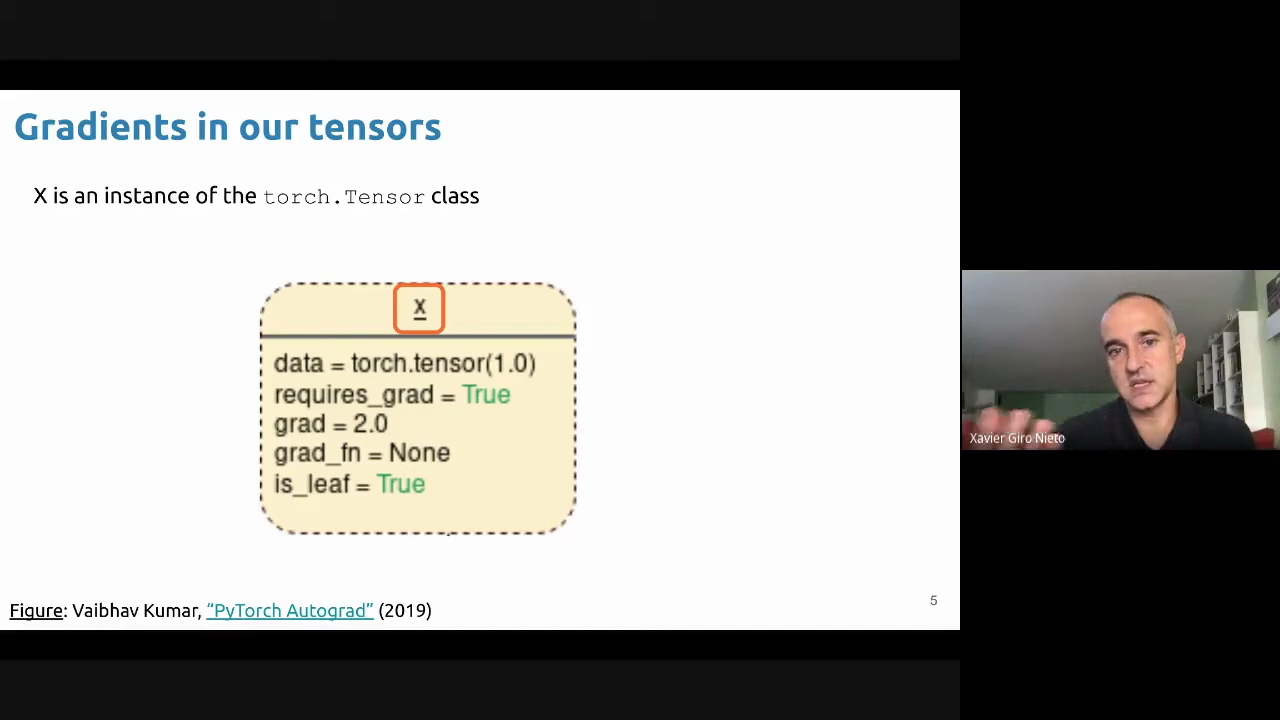 Gradients in our tensors
X is an instance of the torch.Tensor class
X
data = torch.tensor(1.0)
requires_grad = True
grad = 2.0
grad_fn = None
is_leaf = True
Xavier Giro Nieto
Figure: Vaibhav Kumar, “PyTorch Autograd” (2019)
5